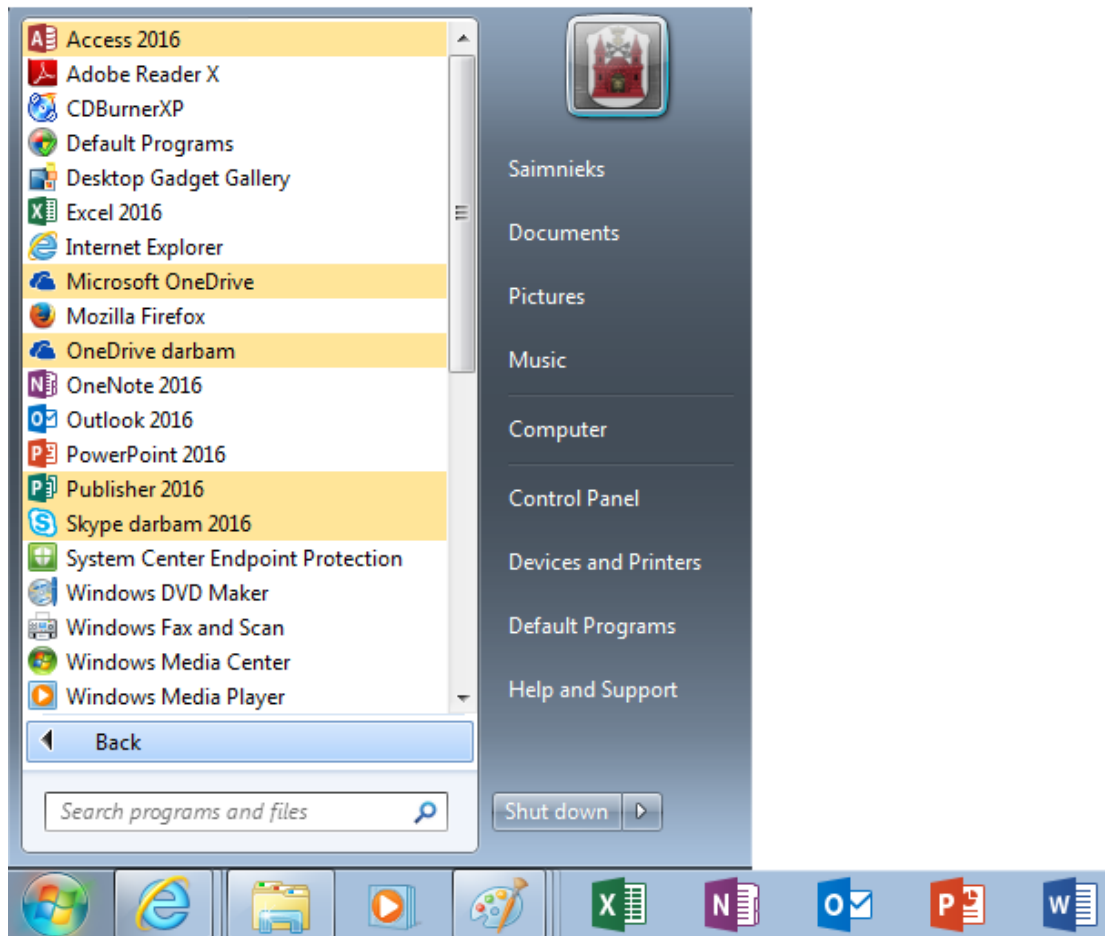 Access 2016
Adobe Reader X
CDBurnerXP
Default Programs
Desktop Gadget Gallery
Excel 2016
Internet Explorer
Microsoft OneDrive
Mozilla Firefox
OneDrive darbam
OneNote 2016
Outlook 2016
PowerPoint 2016
Publisher 2016
Skype darbam 2016
System Center Endpoint Protection
Windows DVD Maker
Windows Fax and Scan
Windows Media Center
Windows Media Player
Back
Search programs and files
Saimnieks
Documents
Pictures
Music
Computer
Control Panel
Devices and Printers
Default Programs
Help and Support
Shut down